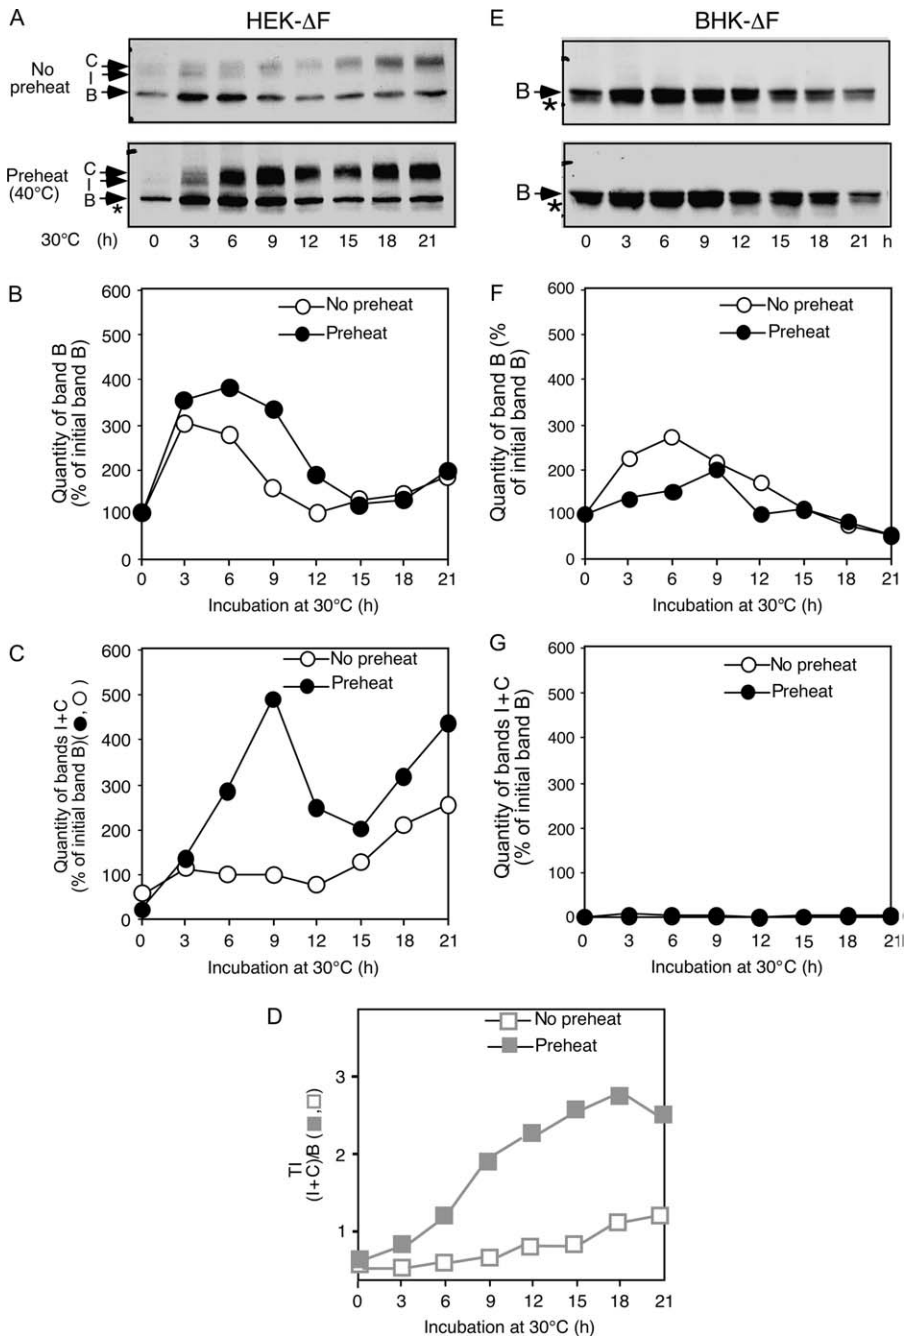 A
HEK-ΔF
No preheat
C
I
B
Preheat (40°C)
C
I
B
*
30°C (h) 0 3 6 9 12 15 18 21
E
BHK-ΔF
B
*
B
*
0 3 6 9 12 15 18 21 h
B
Quantity of band B
(% of initial band B)
600
500
400
300
200
100
0
No preheat
Preheat
0 3 6 9 12 15 18 21
Incubation at 30°C (h)
F
Quantity of band B (%
of initial band B)
600
500
400
300
200
100
0
No preheat
Preheat
0 3 6 9 12 15 18 21
Incubation at 30°C (h)
C
Quantity of bands I+C
(% of initial band B)(●,○)
600
500
400
300
200
100
0
No preheat
Preheat
0 3 6 9 12 15 18 21
Incubation at 30°C (h)
G
Quantity of bands I+C
(% of initial band B)
600
500
400
300
200
100
0
No preheat
Preheat
0 3 6 9 12 15 18 21
Incubation at 30°C (h)
D
TI
(I+C)/B (■,□)
3
2
1
No preheat
Preheat
0 3 6 9 12 15 18 21
Incubation at 30°C (h)